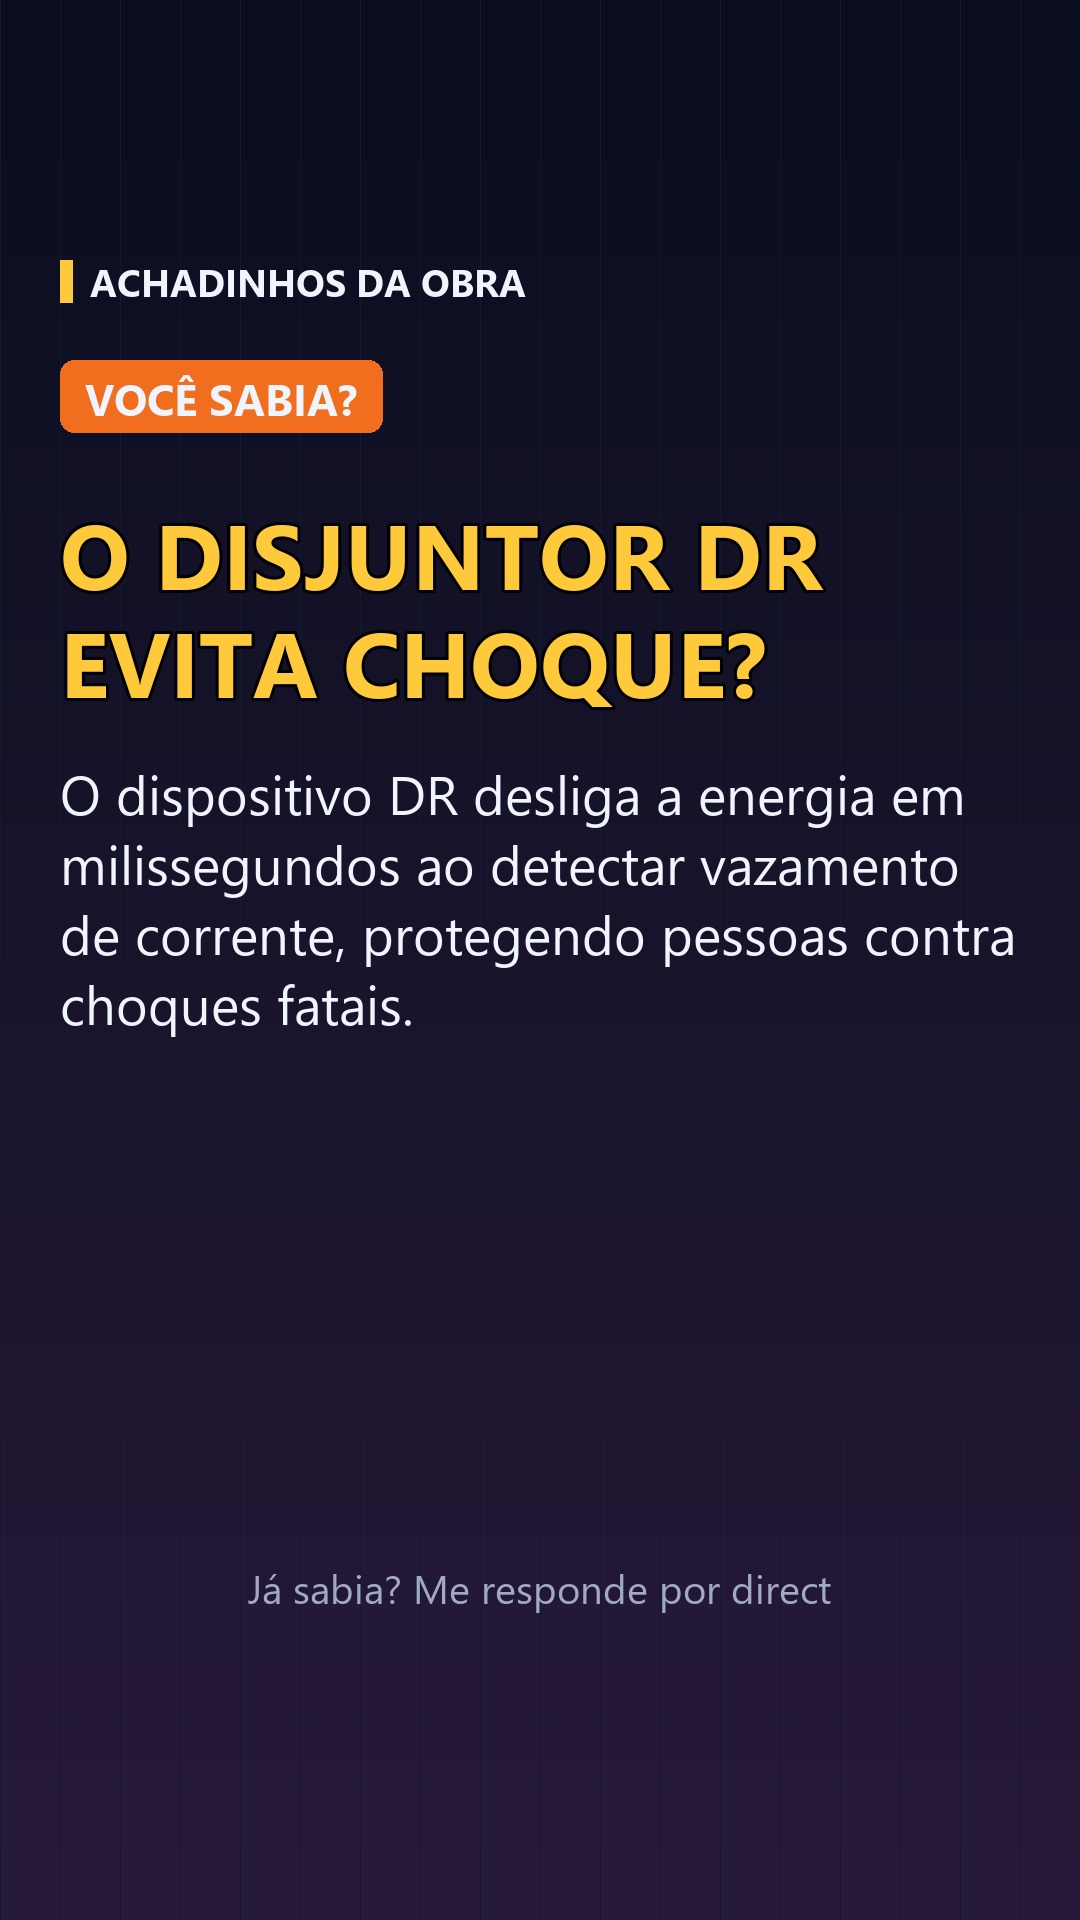 ACHADINHOS DA OBRA
VOCÊ SABIA?
O DISJUNTOR DR
EVITA CHOQUE?
O dispositivo DR desliga a energia em
milissegundos ao detectar vazamento
de corrente, protegendo pessoas contra
choques fatais.
Já sabia? Me responde por direct